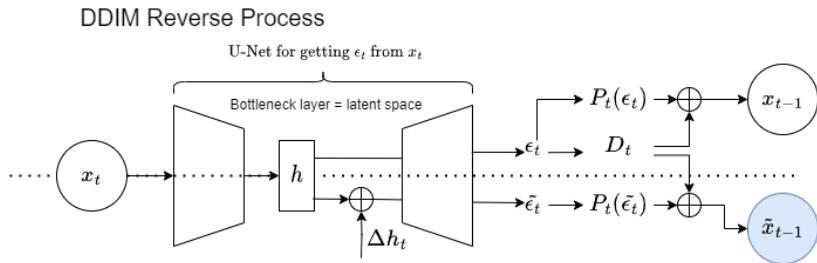 DDIM Reverse Process
U-Net for getting ϵ_t from x_t
Bottleneck layer = latent space
P_t(ϵ_t)
x_{t-1}
ϵ_t
D_t
x_t
h
ϵ̃_t
P_t(ϵ̃_t)
x̃_{t-1}
Δh_t